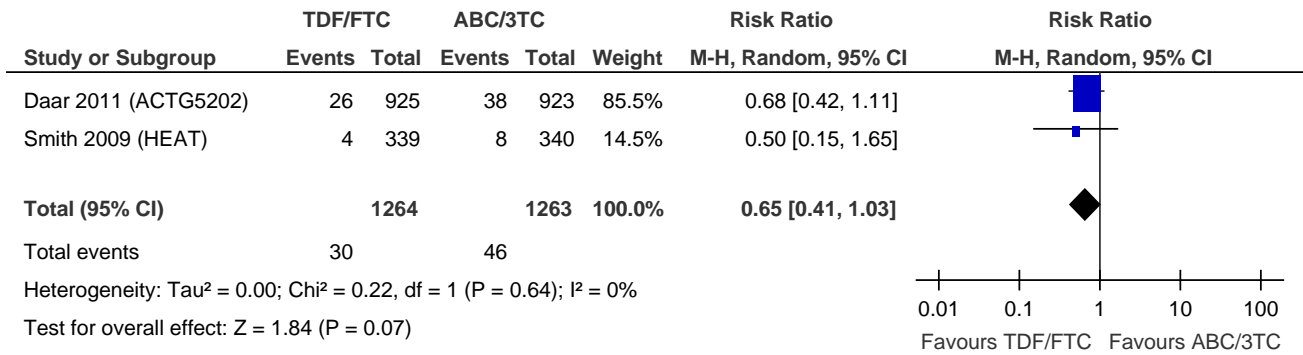 TDF/FTC ABC/3TC Risk Ratio Risk Ratio
Study or Subgroup Events Total Events Total Weight M-H, Random, 95% CI M-H, Random, 95% CI
Daar 2011 (ACTG5202) 26 925 38 923 85.5% 0.68 [0.42, 1.11]
Smith 2009 (HEAT) 4 339 8 340 14.5% 0.50 [0.15, 1.65]
Total (95% CI) 1264 1263 100.0% 0.65 [0.41, 1.03]
Total events 30 46
Heterogeneity: Tau² = 0.00; Chi² = 0.22, df = 1 (P = 0.64); I² = 0%
Test for overall effect: Z = 1.84 (P = 0.07)
0.01 0.1 1 10 100
Favours TDF/FTC Favours ABC/3TC